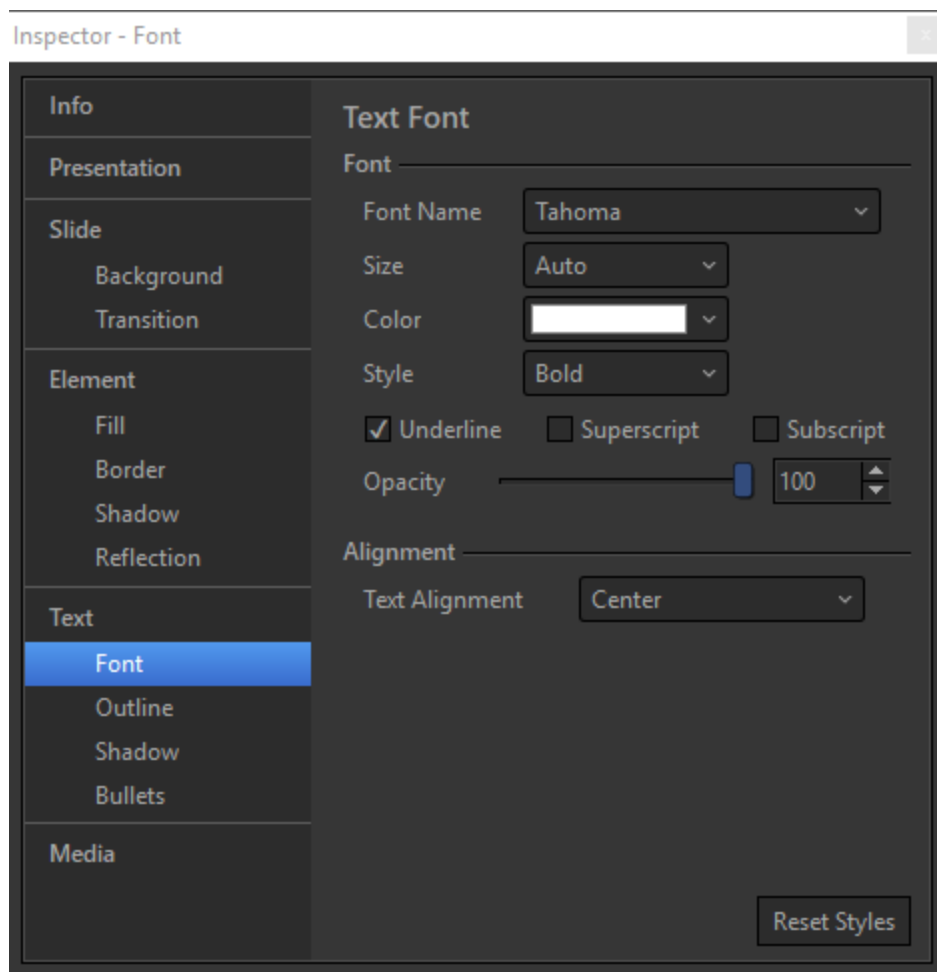 Inspector - Font
x
Info
Presentation
Slide
Background
Transition
Element
Fill
Border
Shadow
Reflection
Text
Font
Outline
Shadow
Bullets
Media
Text Font
Font
Font Name Tahoma
Size Auto
Color
Style Bold
Underline Superscript Subscript
Opacity 100
Alignment
Text Alignment Center
Reset Styles